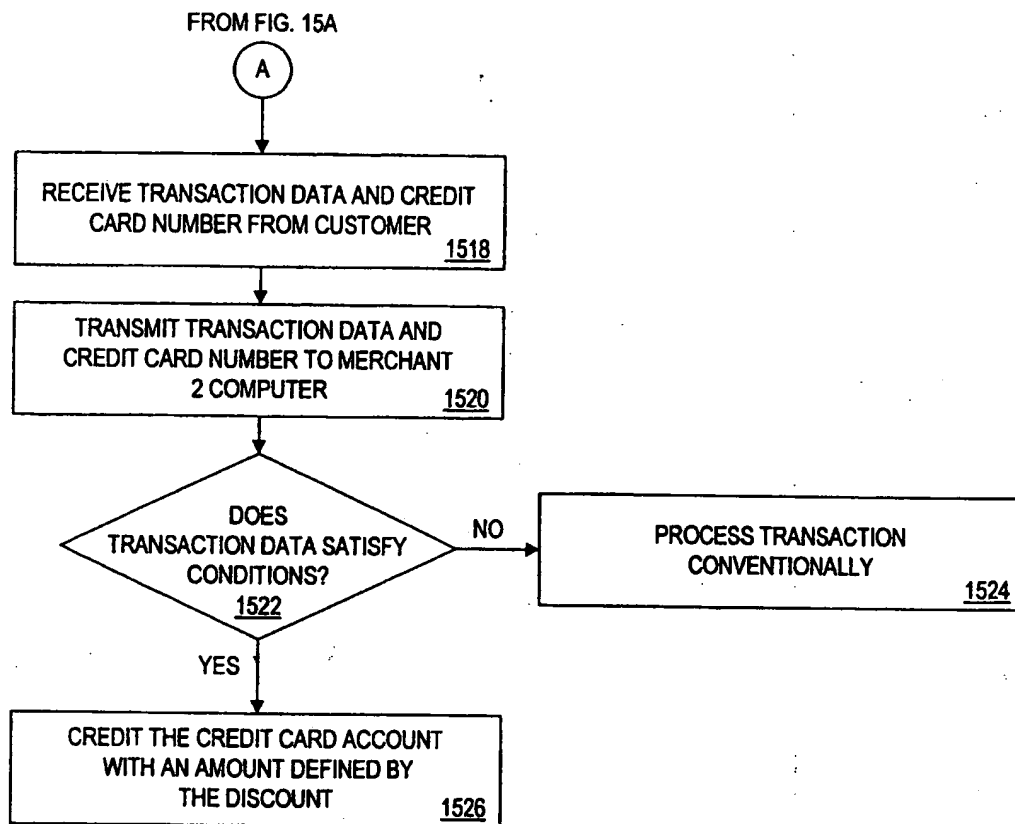 FROM FIG. 15A
A
RECEIVE TRANSACTION DATA AND CREDIT
CARD NUMBER FROM CUSTOMER
1518
TRANSMIT TRANSACTION DATA AND
CREDIT CARD NUMBER TO MERCHANT
2 COMPUTER
1520
DOES
TRANSACTION DATA SATISFY
CONDITIONS?
1522
NO
PROCESS TRANSACTION
CONVENTIONALLY
1524
YES
CREDIT THE CREDIT CARD ACCOUNT
WITH AN AMOUNT DEFINED BY
THE DISCOUNT
1526